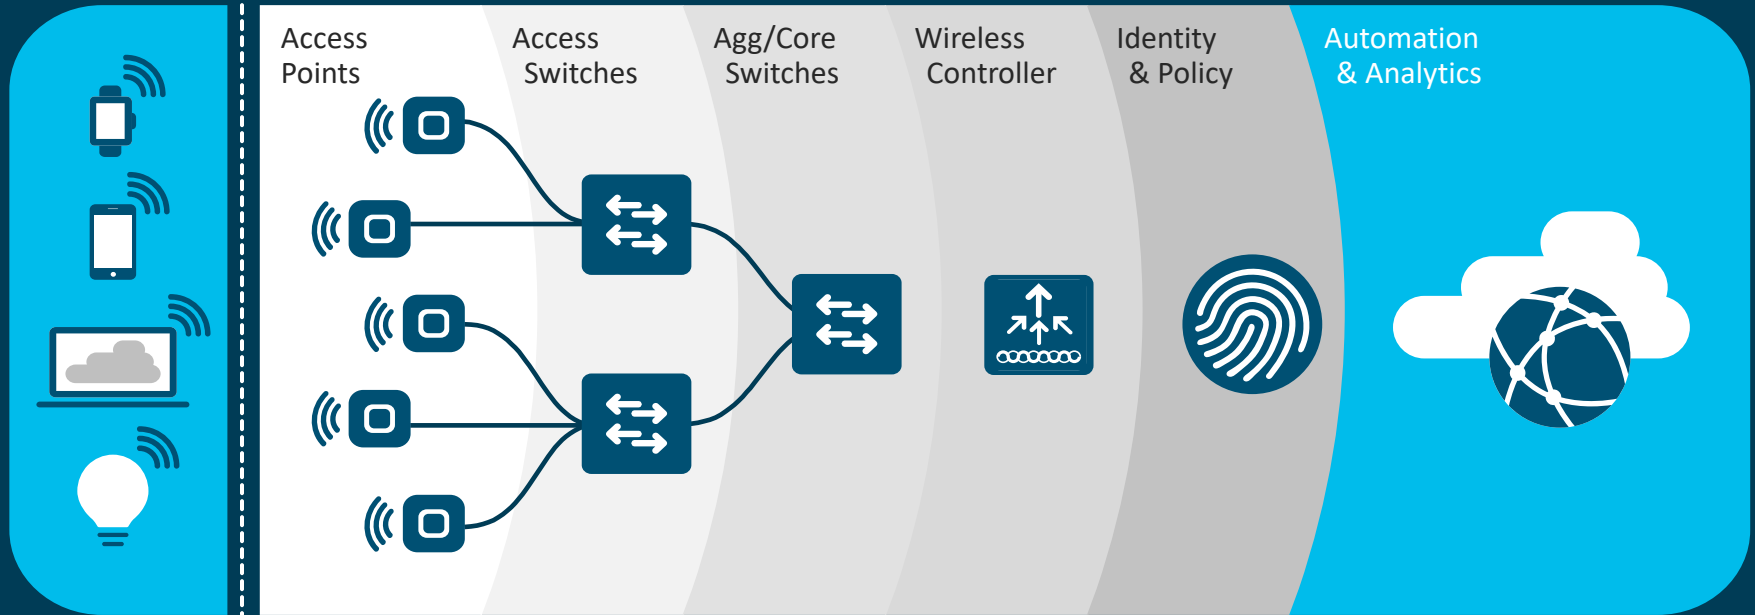 Access
Points
Access
Switches
Agg/Core
Switches
Wireless
Controller
Identity
& Policy
Automation
& Analytics